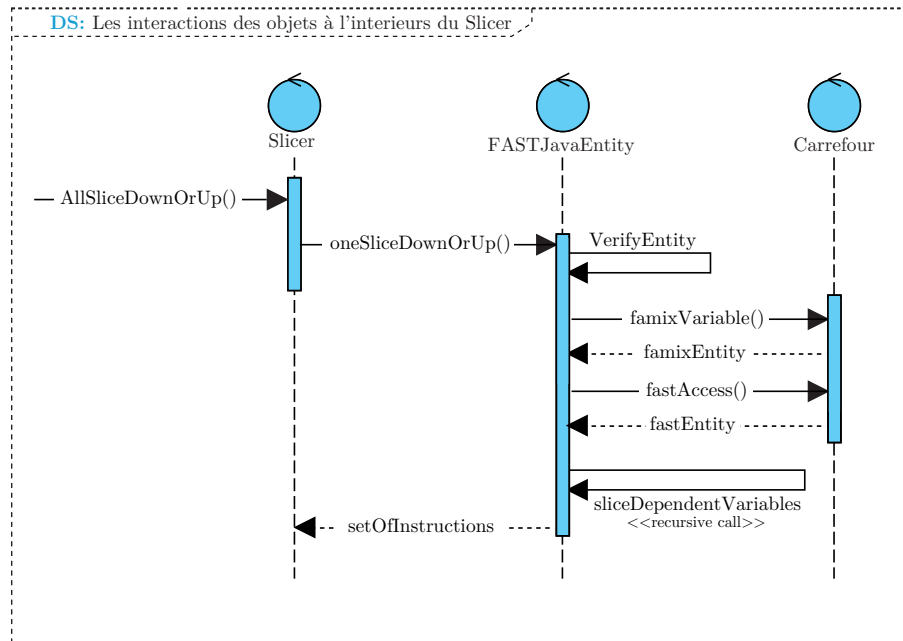 DS: Les interactions des objets à l'interieurs du Slicer
Slicer
FASTJavaEntity
Carrefour
AllSliceDownOrUp()
oneSliceDownOrUp()
VerifyEntity
famixVariable()
famixEntity
fastAccess()
fastEntity
sliceDependentVariables
<<recursive call>>
setOfInstructions